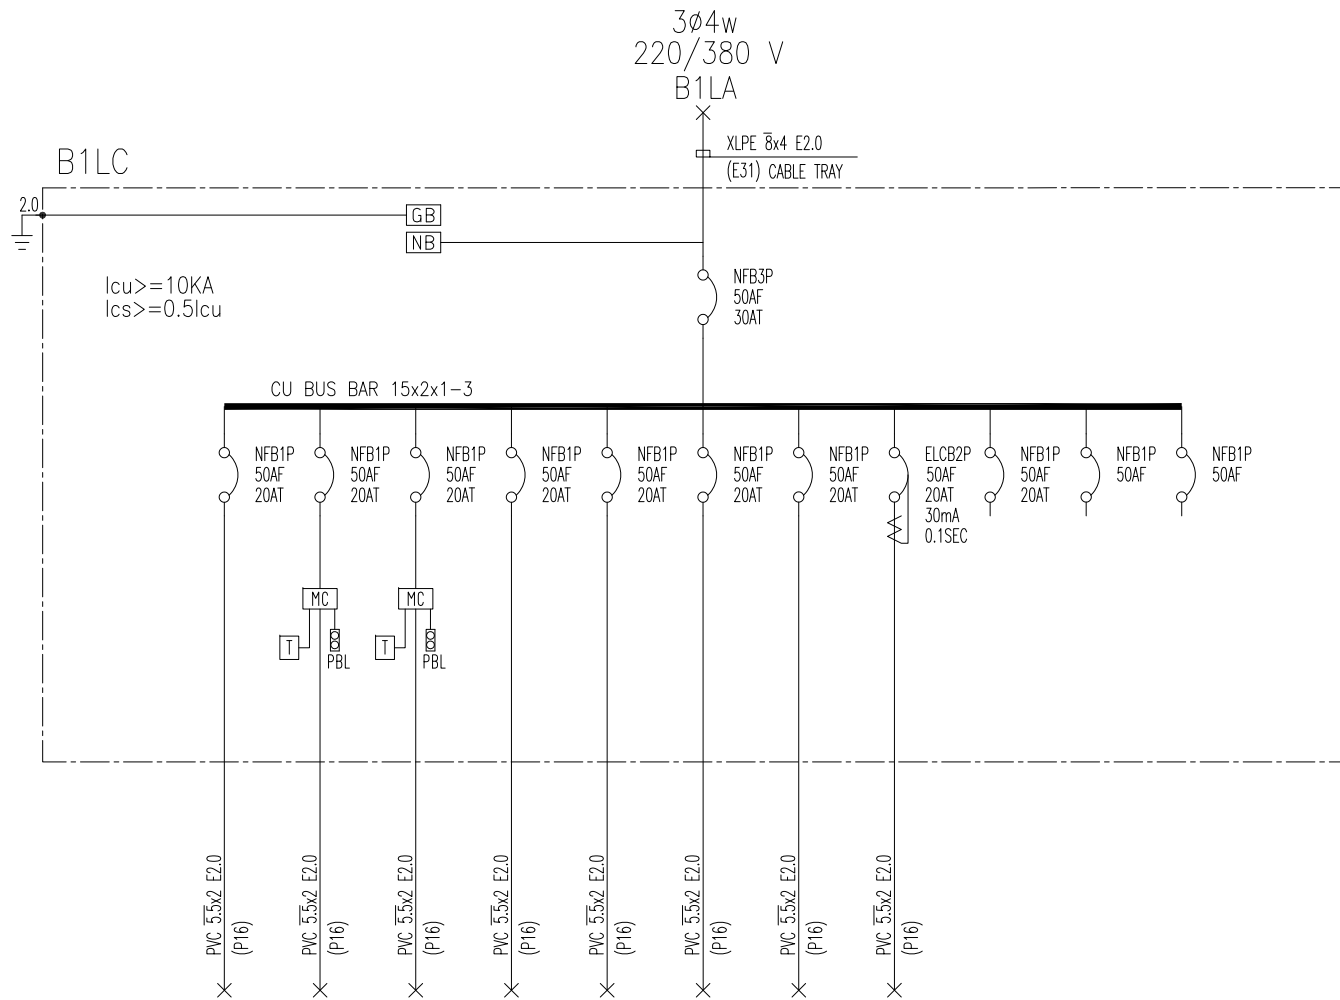 3ø4w
220/380 V
B1LA
XLPE 8x4 E2.0
(E31) CABLE TRAY
B1LC
2.0
GB
NB
Icu>=10KA
Ics>=0.5Icu
NFB3P
50AF
30AT
CU BUS BAR 15x2x1-3
NFB1P
50AF
20AT
NFB1P
50AF
20AT
NFB1P
50AF
20AT
NFB1P
50AF
20AT
NFB1P
50AF
20AT
NFB1P
50AF
20AT
NFB1P
50AF
20AT
ELCB2P
50AF
20AT
30mA
0.1SEC
NFB1P
50AF
20AT
NFB1P
50AF
NFB1P
50AF
MC
T
PBL
MC
T
PBL
PVC 5.5x2 E2.0
(P16)
PVC 5.5x2 E2.0
(P16)
PVC 5.5x2 E2.0
(P16)
PVC 5.5x2 E2.0
(P16)
PVC 5.5x2 E2.0
(P16)
PVC 5.5x2 E2.0
(P16)
PVC 5.5x2 E2.0
(P16)
PVC 5.5x2 E2.0
(P16)